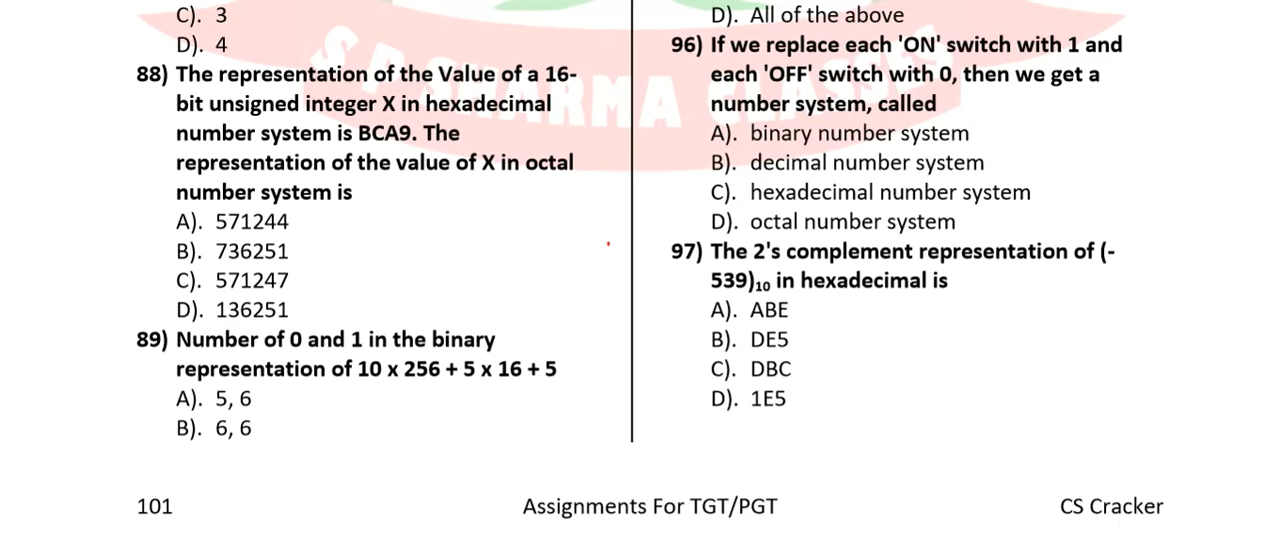 C). 3
D). 4
88) The representation of the Value of a 16-
bit unsigned integer X in hexadecimal
number system is BCA9. The
representation of the value of X in octal
number system is
A). 571244
B). 736251
C). 571247
D). 136251
89) Number of 0 and 1 in the binary
representation of 10 x 256 + 5 x 16 + 5
A). 5, 6
B). 6, 6
D). All of the above
96) If we replace each 'ON' switch with 1 and
each 'OFF' switch with 0, then we get a
number system, called
A). binary number system
B). decimal number system
C). hexadecimal number system
D). octal number system
97) The 2's complement representation of (-
539)₁₀ in hexadecimal is
A). ABE
B). DE5
C). DBC
D). 1E5
S P SHARMA CLASSES
101 Assignments For TGT/PGT CS Cracker